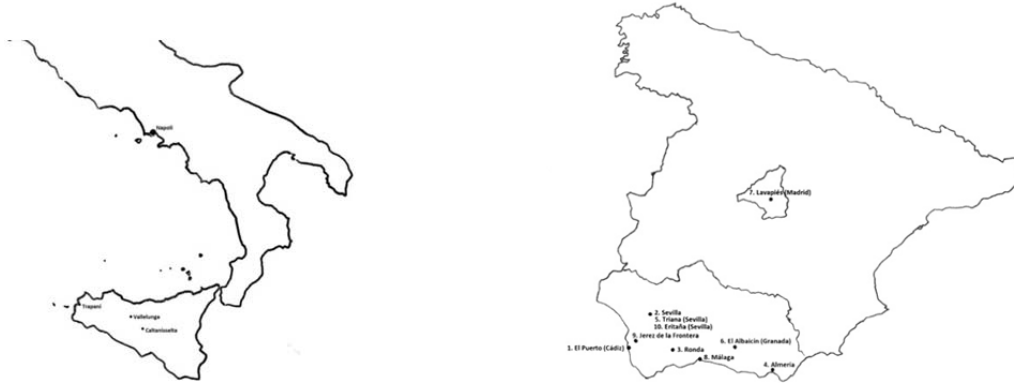 Napoli
Trapani
Vallelunga
Caltanissetta
7. Lavapiés (Madrid)
2. Sevilla
5. Triana (Sevilla)
10. Eritaña (Sevilla)
9. Jerez de la Frontera
1. El Puerto (Cádiz)
3. Ronda
6. El Albaicín (Granada)
8. Málaga
4. Almería